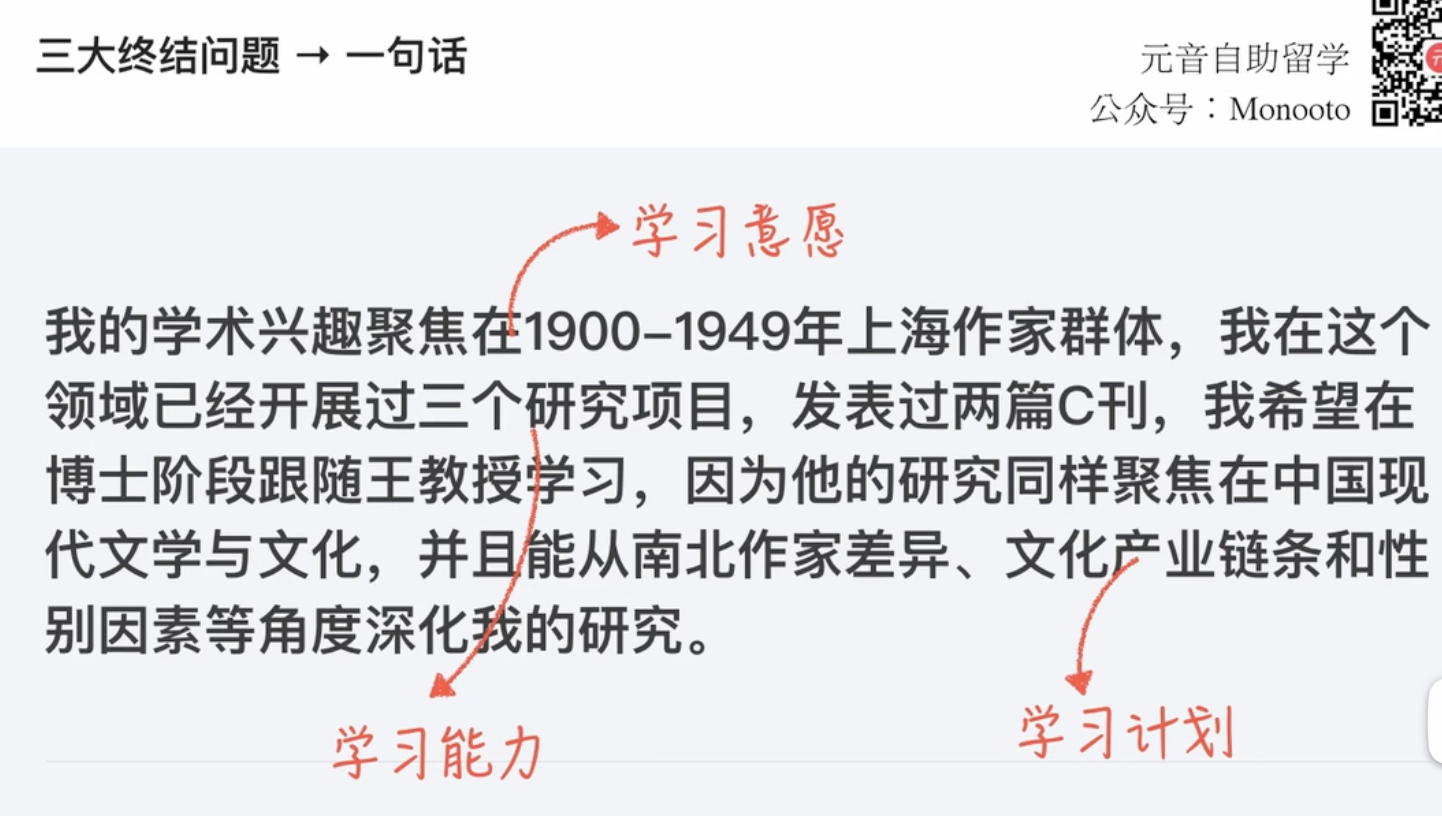 三大终结问题 → 一句话
元音自助留学
公众号：Monooto
学习意愿
我的学术兴趣聚焦在1900–1949年上海作家群体，我在这个
领域已经开展过三个研究项目，发表过两篇C刊，我希望在
博士阶段跟随王教授学习，因为他的研究同样聚焦在中国现
代文学与文化，并且能从南北作家差异、文化产业链条和性
别因素等角度深化我的研究。
学习能力
学习计划